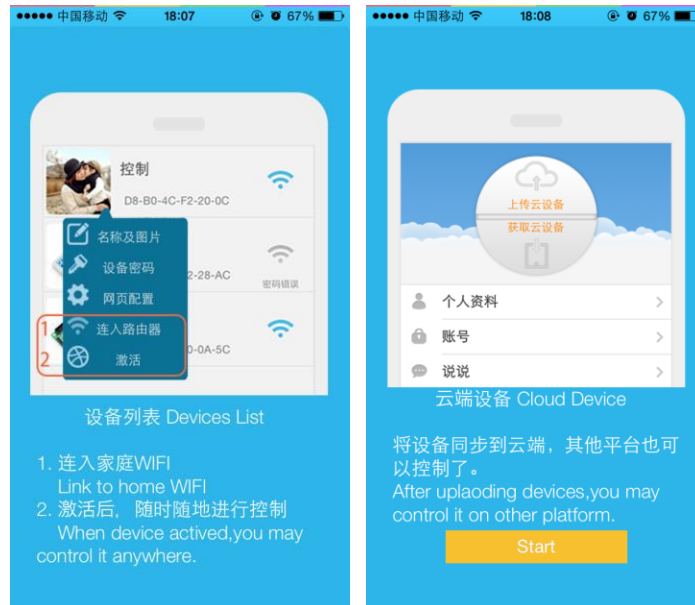 中国移动 18:07 67%
控制
D8-B0-4C-F2-20-0C
名称及图片
设备密码
2-28-AC
密码错误
网页配置
1 连人路由器
0-0A-5C
2 激活
设备列表 Devices List
1. 连入家庭WIFI
Link to home WIFI
2. 激活后，随时随地进行控制
When device actived,you may
control it anywhere.
中国移动 18:08 67%
上传云设备
获取云设备
个人资料
账号
说说
云端设备 Cloud Device
将设备同步到云端，其他平台也可
以控制了。
After uplaoding devices,you may
control it on other platform.
Start